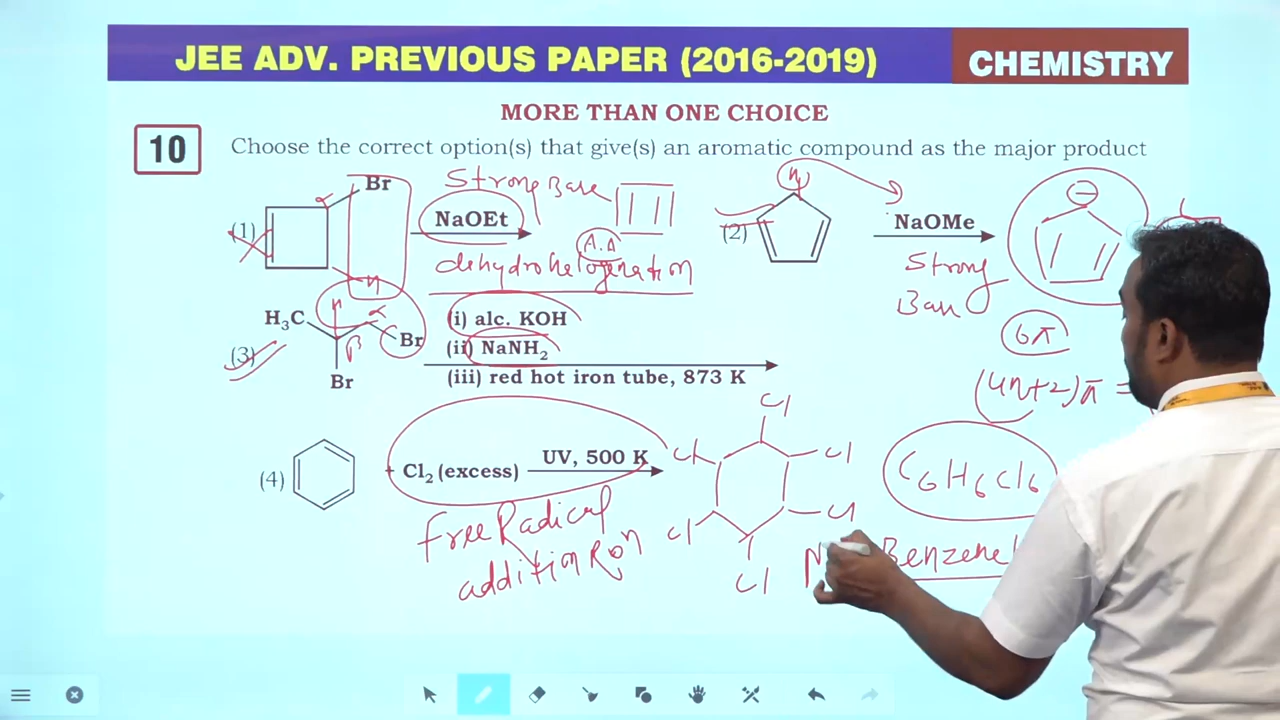 JEE ADV. PREVIOUS PAPER (2016-2019) CHEMISTRY
MORE THAN ONE CHOICE
10 Choose the correct option(s) that give(s) an aromatic compound as the major product
(1) Br α H NaOEt Strong Base
A.A
dehydrohelogenation
(2) H NaOMe
Strong
Base
⊖
6π
(4n+2)π =
(3) H₃C H α β Br Br
(i) alc. KOH
(ii) NaNH₂
(iii) red hot iron tube, 873 K
(4) + Cl₂ (excess) UV, 500 K
Free Radical
addition Rxn
Cl Cl Cl Cl Cl Cl
C₆H₆Cl₆
Benzene